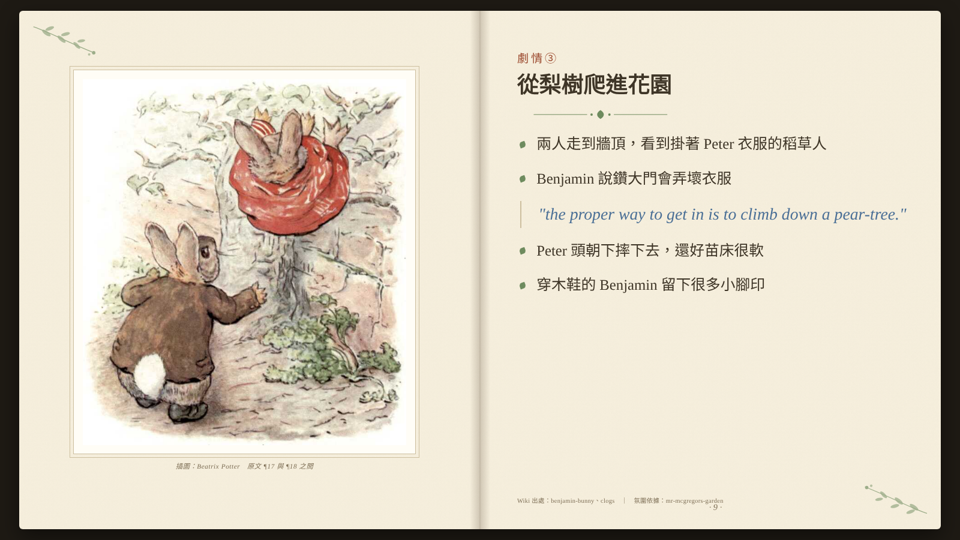 插圖：Beatrix Potter 原文 ¶17 與 ¶18 之間
劇情③
從梨樹爬進花園
兩人走到牆頂，看到掛著 Peter 衣服的稻草人
Benjamin 說鑽大門會弄壞衣服
"the proper way to get in is to climb down a pear-tree."
Peter 頭朝下摔下去，還好苗床很軟
穿木鞋的 Benjamin 留下很多小腳印
Wiki 出處：benjamin-bunny、clogs ｜ 氛圍依據：mr-mcgregors-garden
· 9 ·